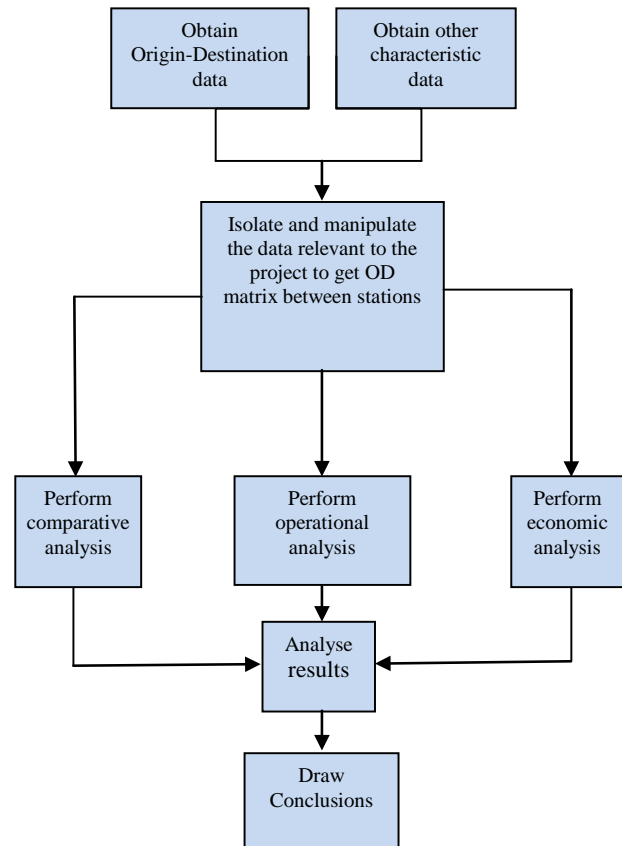 Obtain
Origin-Destination
data
Obtain other
characteristic
data
Isolate and manipulate
the data relevant to the
project to get OD
matrix between stations
Perform
comparative
analysis
Perform
operational
analysis
Perform
economic
analysis
Analyse
results
Draw
Conclusions